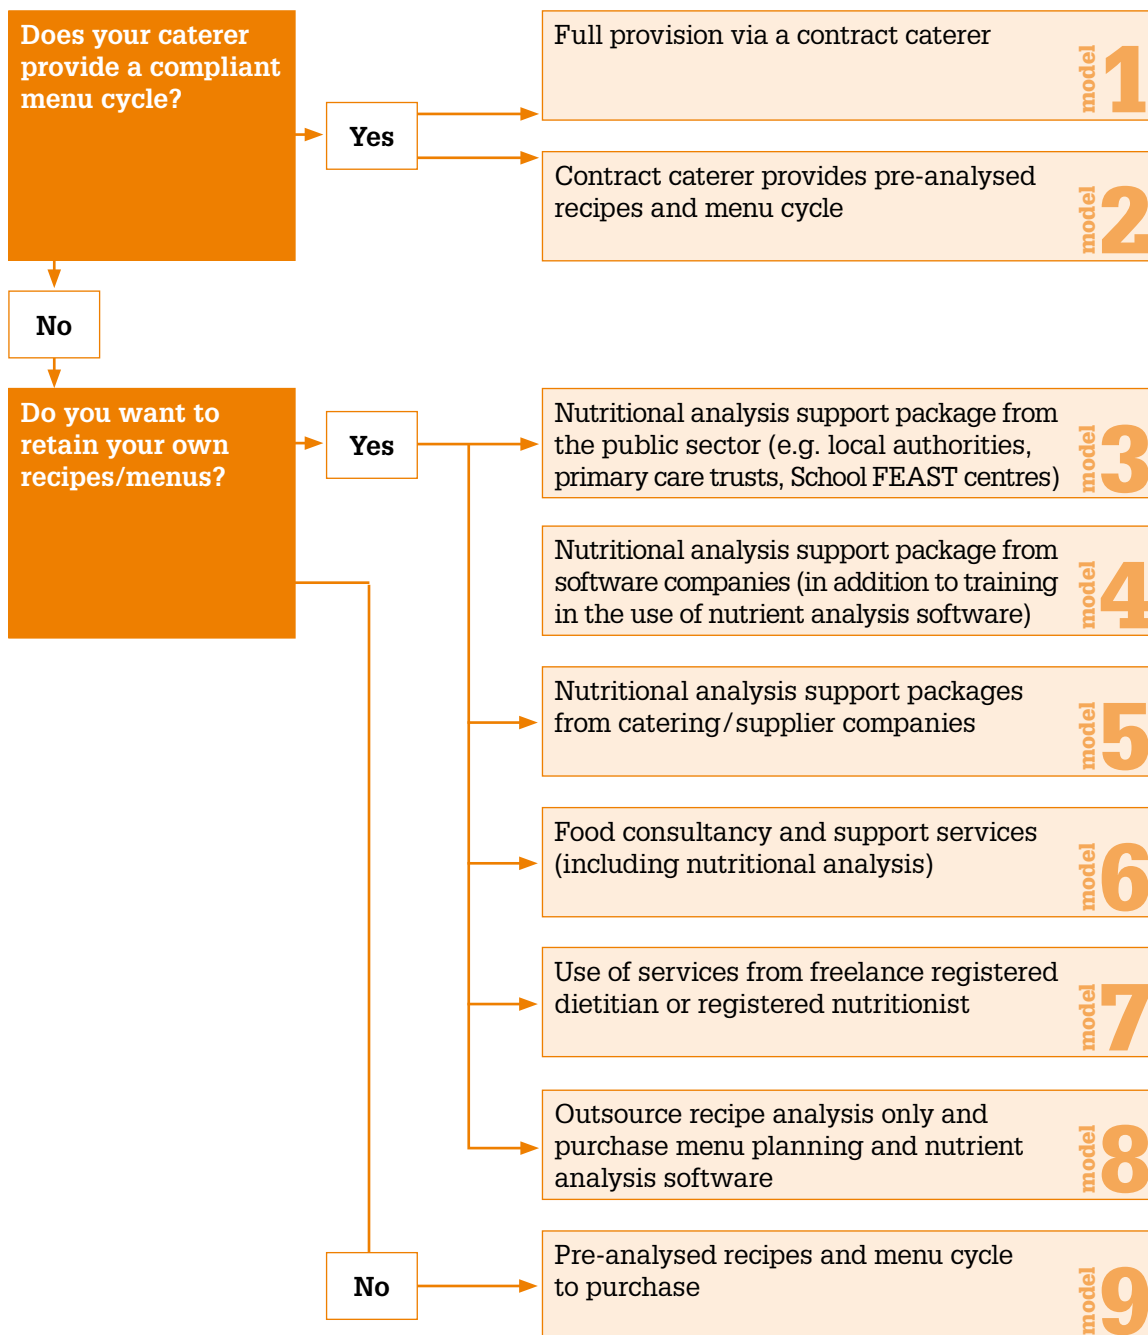 Does your caterer
provide a compliant
menu cycle?
Yes
Full provision via a contract caterer
model 1
Contract caterer provides pre-analysed
recipes and menu cycle
model 2
No
Do you want to
retain your own
recipes/menus?
Yes
Nutritional analysis support package from
the public sector (e.g. local authorities,
primary care trusts, School FEAST centres)
model 3
Nutritional analysis support package from
software companies (in addition to training
in the use of nutrient analysis software)
model 4
Nutritional analysis support packages
from catering/supplier companies
model 5
Food consultancy and support services
(including nutritional analysis)
model 6
Use of services from freelance registered
dietitian or registered nutritionist
model 7
Outsource recipe analysis only and
purchase menu planning and nutrient
analysis software
model 8
No
Pre-analysed recipes and menu cycle
to purchase
model 9